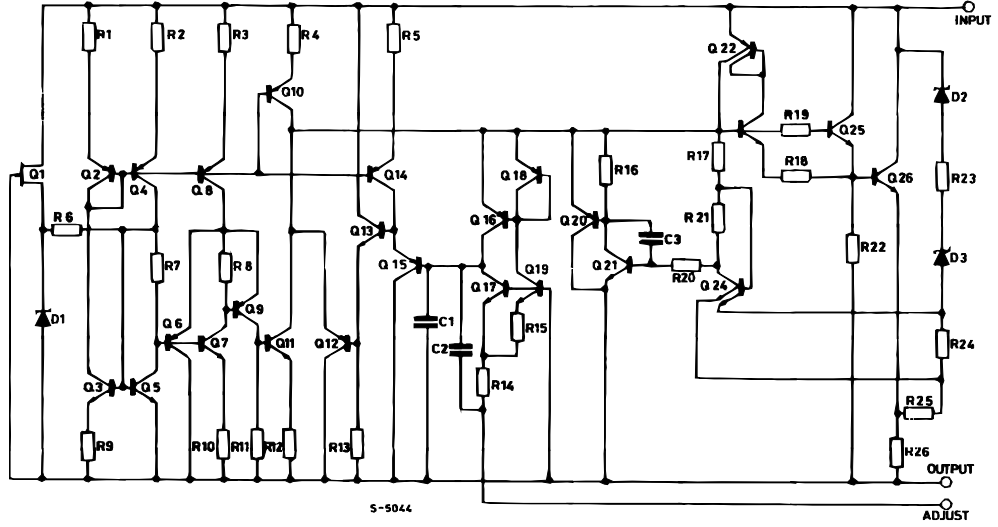 INPUT
R1
R2
R3
R4
R5
Q22
Q10
D2
R19
Q25
R17
R18
Q1
Q2
Q4
Q8
Q14
Q18
R16
Q26
R23
R6
Q13
Q16
Q20
R21
C3
R22
R7
R8
Q15
Q19
Q21
R20
Q24
D3
Q17
Q9
D1
Q6
Q7
Q11
Q12
C1
C2
R15
R24
Q3
Q5
R14
R25
R9
R10
R11
R12
R13
R26
OUTPUT
S-5044
ADJUST